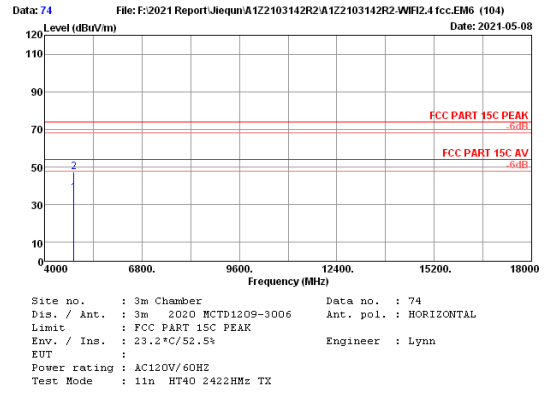 Data: 74 File: F:\2021 Report\Jiequn\A1Z2103142R2\A1Z2103142R2-WIFI2.4 fcc.EM6 (104)
Level (dBuV/m) Date: 2021-05-08
120
110
90
FCC PART 15C PEAK
70
-6dB
FCC PART 15C AV
50
-6dB
2
1
30
10
0
4000 6800. 9600. 12400. 15200. 18000
Frequency (MHz)
Site no. : 3m Chamber Data no. : 74
Dis. / Ant. : 3m 2020 MCTD1209-3006 Ant. pol. : HORIZONTAL
Limit : FCC PART 15C PEAK
Env. / Ins. : 23.2*C/52.5% Engineer : Lynn
EUT :
Power rating : AC120V/60HZ
Test Mode : 11n HT40 2422HMz TX